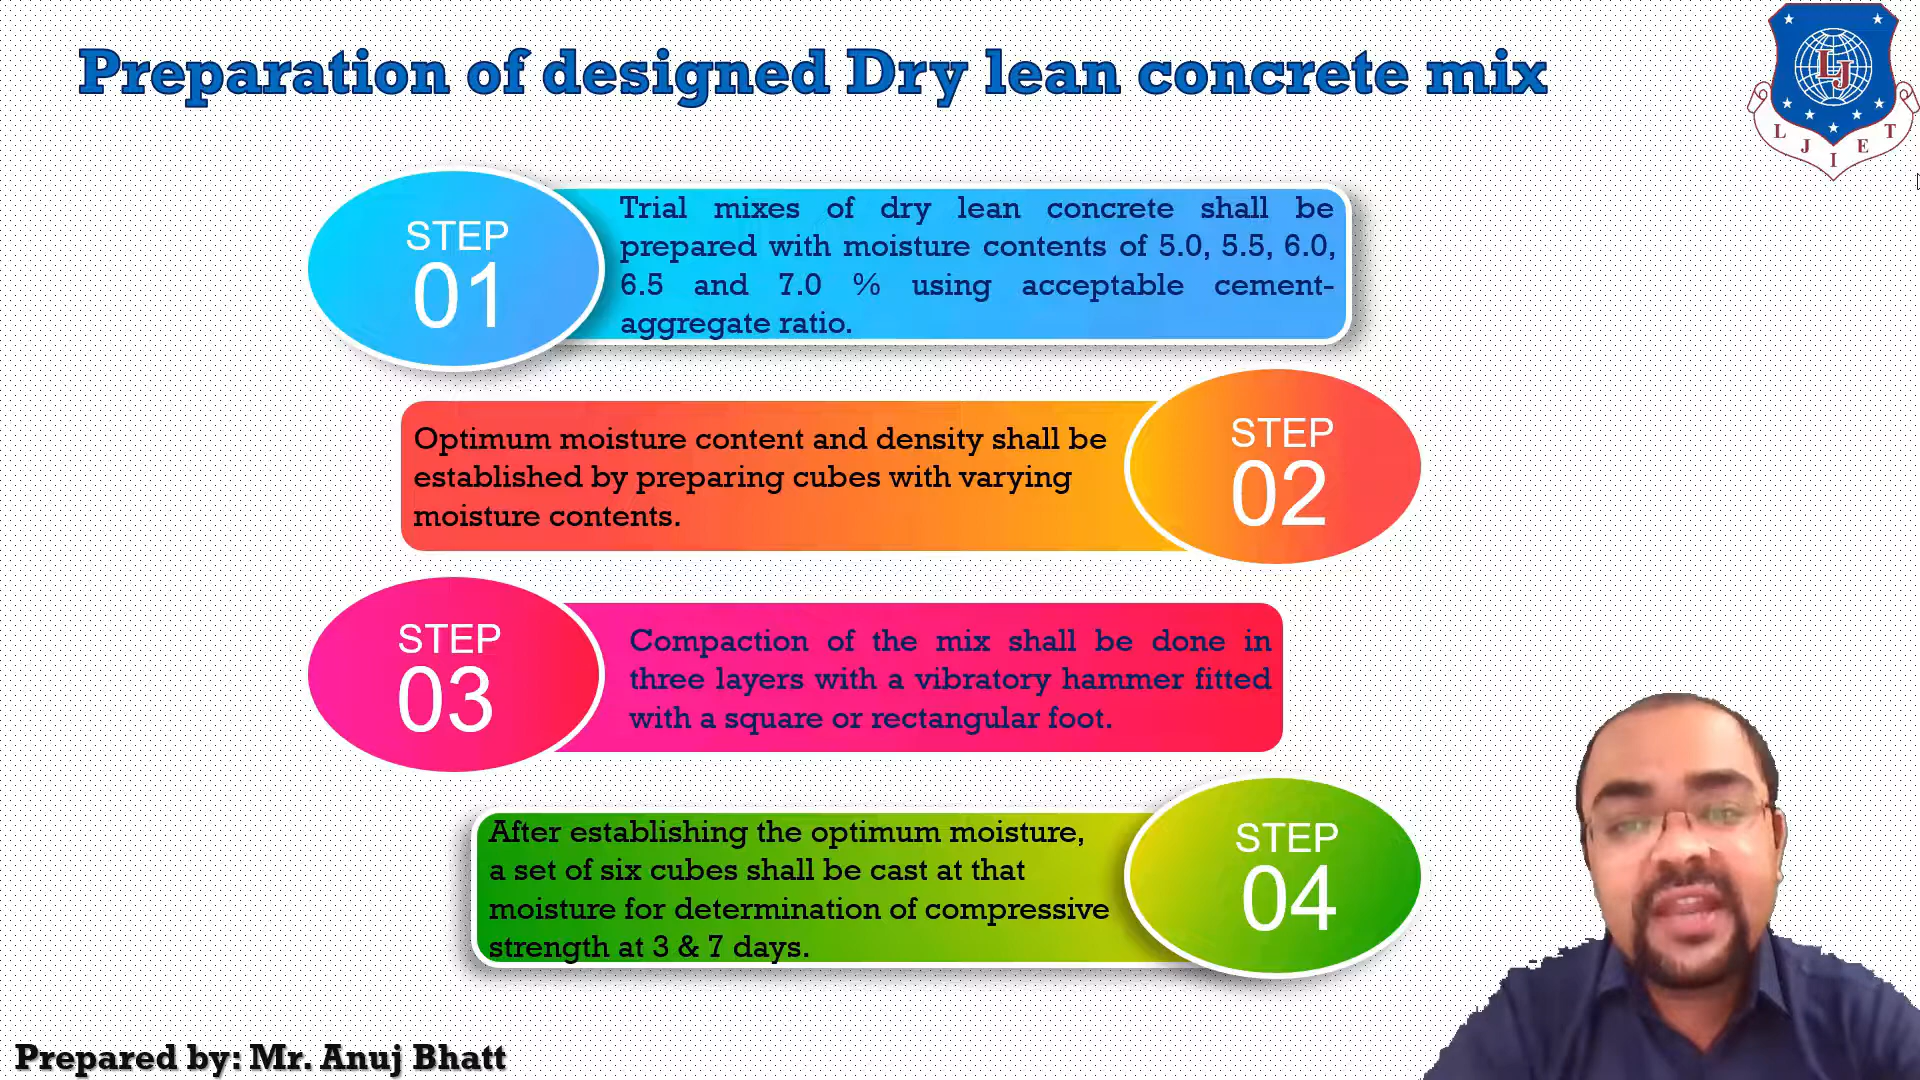 Preparation of designed Dry lean concrete mix
LJ
L J I E T
STEP
01
Trial mixes of dry lean concrete shall be
prepared with moisture contents of 5.0, 5.5, 6.0,
6.5 and 7.0 % using acceptable cement-
aggregate ratio.
Optimum moisture content and density shall be
established by preparing cubes with varying
moisture contents.
STEP
02
STEP
03
Compaction of the mix shall be done in
three layers with a vibratory hammer fitted
with a square or rectangular foot.
After establishing the optimum moisture,
a set of six cubes shall be cast at that
moisture for determination of compressive
strength at 3 & 7 days.
STEP
04
Prepared by: Mr. Anuj Bhatt